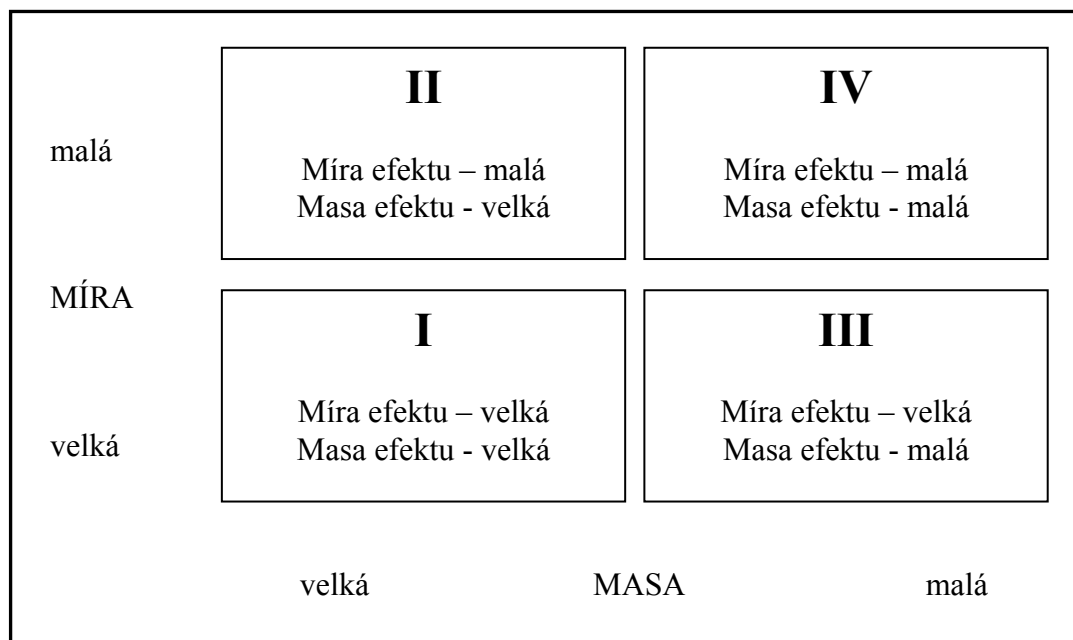 II
Míra efektu – malá
Masa efektu - velká
IV
Míra efektu – malá
Masa efektu - malá
malá
MÍRA
I
Míra efektu – velká
Masa efektu - velká
III
Míra efektu – velká
Masa efektu - malá
velká
velká MASA malá